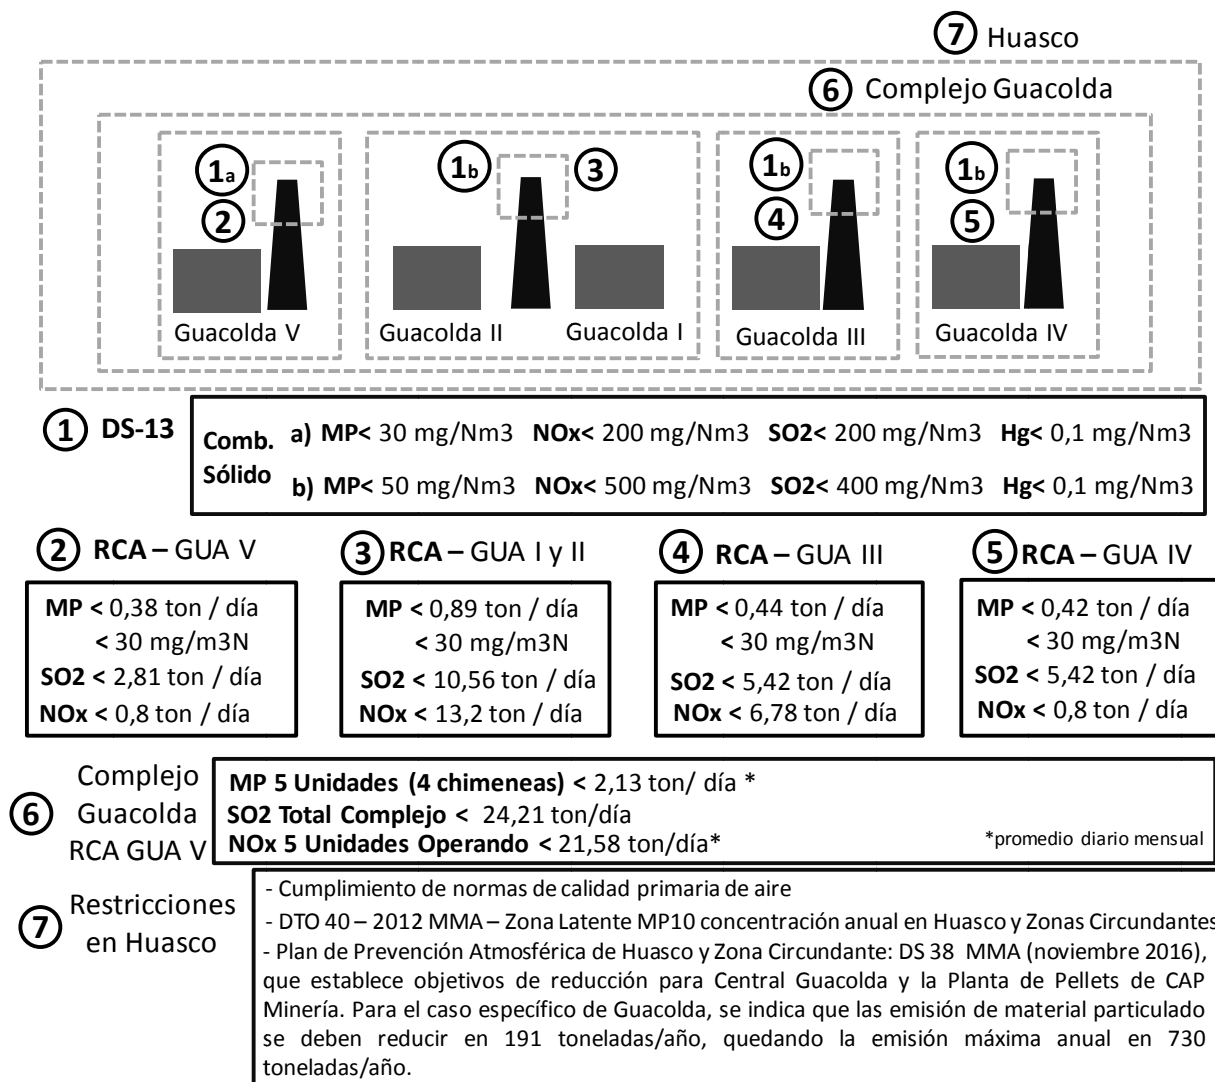 7 Huasco
6 Complejo Guacolda
1a
2
1b
3
1b
4
1b
5
Guacolda V
Guacolda II
Guacolda I
Guacolda III
Guacolda IV
1 DS-13
Comb. Sólido
a) MP< 30 mg/Nm3 NOx< 200 mg/Nm3 SO2< 200 mg/Nm3 Hg< 0,1 mg/Nm3
b) MP< 50 mg/Nm3 NOx< 500 mg/Nm3 SO2< 400 mg/Nm3 Hg< 0,1 mg/Nm3
2 RCA – GUA V
MP < 0,38 ton / día
< 30 mg/m3N
SO2 < 2,81 ton / día
NOx < 0,8 ton / día
3 RCA – GUA I y II
MP < 0,89 ton / día
< 30 mg/m3N
SO2 < 10,56 ton / día
NOx < 13,2 ton / día
4 RCA – GUA III
MP < 0,44 ton / día
< 30 mg/m3N
SO2 < 5,42 ton / día
NOx < 6,78 ton / día
5 RCA – GUA IV
MP < 0,42 ton / día
< 30 mg/m3N
SO2 < 5,42 ton / día
NOx < 0,8 ton / día
6 Complejo
Guacolda
RCA GUA V
MP 5 Unidades (4 chimeneas) < 2,13 ton/ día *
SO2 Total Complejo < 24,21 ton/día
NOx 5 Unidades Operando < 21,58 ton/día*
*promedio diario mensual
7 Restricciones
en Huasco
- Cumplimiento de normas de calidad primaria de aire
- DTO 40 – 2012 MMA – Zona Latente MP10 concentración anual en Huasco y Zonas Circundantes
- Plan de Prevención Atmosférica de Huasco y Zona Circundante: DS 38 MMA (noviembre 2016),
que establece objetivos de reducción para Central Guacolda y la Planta de Pellets de CAP
Minería. Para el caso específico de Guacolda, se indica que las emisión de material particulado
se deben reducir en 191 toneladas/año, quedando la emisión máxima anual en 730
toneladas/año.